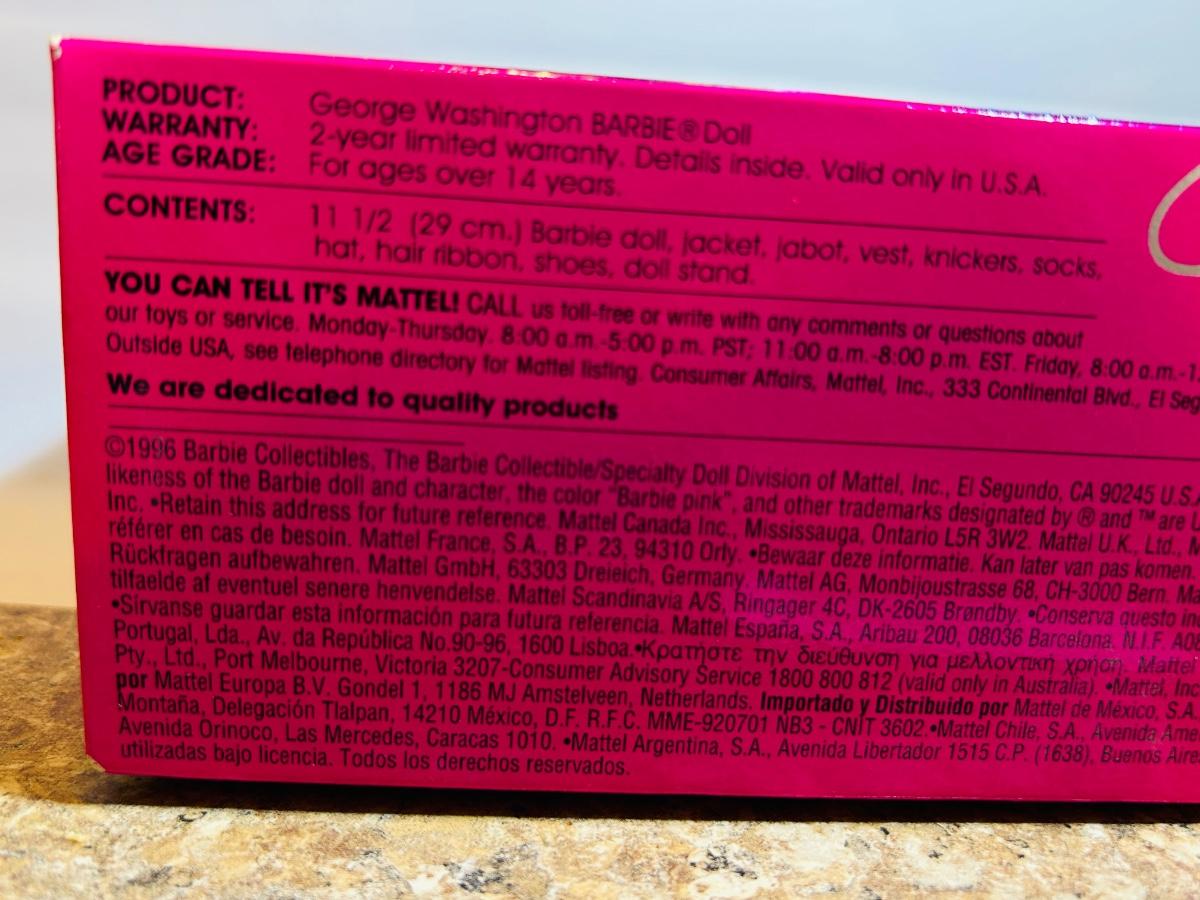 PRODUCT: George Washington BARBIE® Doll
WARRANTY: 2-year limited warranty. Details inside. Valid only in U.S.A.
AGE GRADE: For ages over 14 years.
CONTENTS: 11 1/2 (29 cm.) Barbie doll, jacket, jabot, vest, knickers, socks,
hat, hair ribbon, shoes, doll stand.
YOU CAN TELL IT'S MATTEL! CALL us toll-free or write with any comments or questions about
our toys or service. Monday-Thursday. 8:00 a.m.-5:00 p.m. PST; 11:00 a.m.-8:00 p.m. EST. Friday, 8:00 a.m.-1
Outside USA, see telephone directory for Mattel listing. Consumer Affairs, Mattel, Inc., 333 Continental Blvd., El Seg
We are dedicated to quality products
©1996 Barbie Collectibles, The Barbie Collectible/Specialty Doll Division of Mattel, Inc., El Segundo, CA 90245 U.S.
likeness of the Barbie doll and character, the color "Barbie pink", and other trademarks designated by ® and ™ are
Inc. •Retain this address for future reference. Mattel Canada Inc., Mississauga, Ontario L5R 3W2. Mattel U.K., Ltd., M
référer en cas de besoin. Mattel France, S.A., B.P. 23, 94310 Orly. •Bewaar deze informatie. Kan later van pas komen.
Rückfragen aufbewahren. Mattel GmbH, 63303 Dreieich, Germany. Mattel AG, Monbijoustrasse 68, CH-3000 Bern. Ma
tilfaelde af eventuel senere henvendelse. Mattel Scandinavia A/S, Ringager 4C, DK-2605 Brøndby. •Conserva questo in
•Sírvanse guardar esta información para futura referencia. Mattel España, S.A., Aribau 200, 08036 Barcelona. N.I.F. A0
Portugal, Lda., Av. da República No.90-96, 1600 Lisboa.•Κρατήστε την διεύθυνση για μελλοντική χρήση. Mattel
Pty., Ltd., Port Melbourne, Victoria 3207-Consumer Advisory Service 1800 800 812 (valid only in Australia). •Mattel, Inc
por Mattel Europa B.V. Gondel 1, 1186 MJ Amstelveen, Netherlands. Importado y Distribuido por Mattel de México, S.A.
Montaña, Delegación Tlalpan, 14210 México, D.F. R.F.C. MME-920701 NB3 - CNIT 3602.•Mattel Chile, S.A., Avenida Ame
Avenida Orinoco, Las Mercedes, Caracas 1010. •Mattel Argentina, S.A., Avenida Libertador 1515 C.P. (1638), Buenos Aire
utilizadas bajo licencia. Todos los derechos reservados.